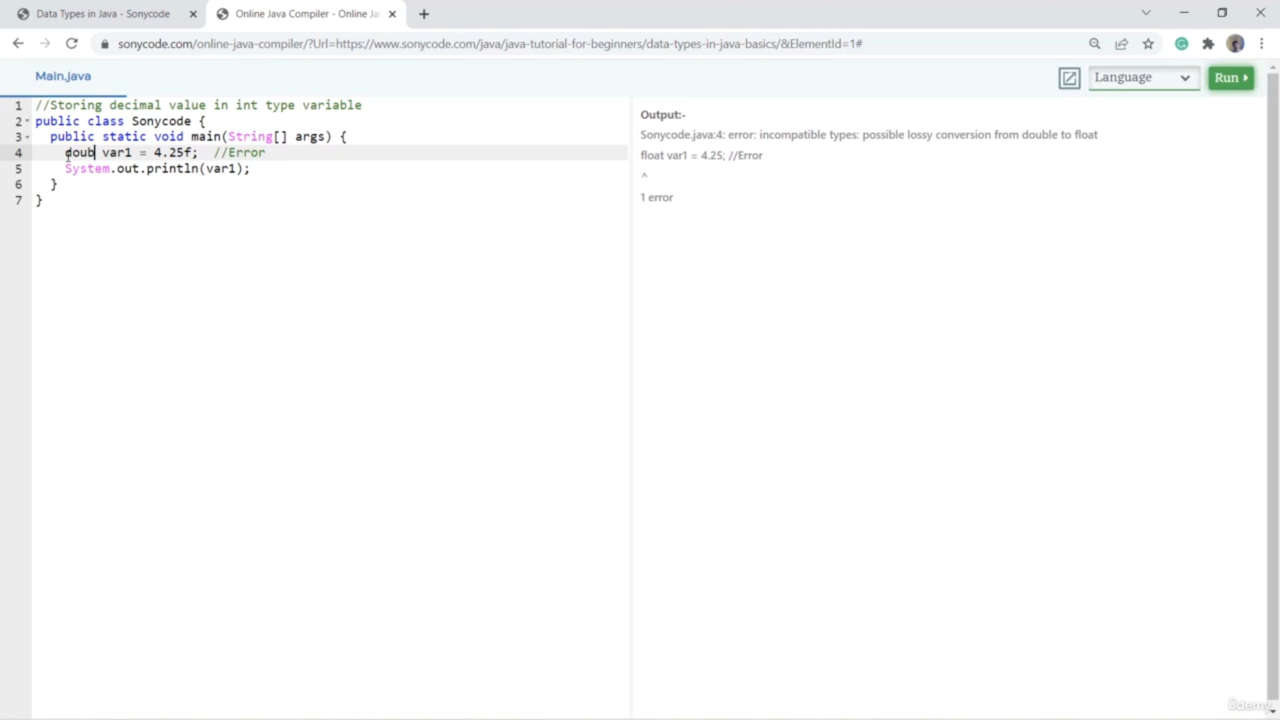 Data Types in Java - Sonycode
Online Java Compiler - Online Ja
sonycode.com/online-java-compiler/?Url=https://www.sonycode.com/java/java-tutorial-for-beginners/data-types-in-java-basics/&ElementId=1#
Main.java
Language
Run
1 //Storing decimal value in int type variable
2 public class Sonycode {
3 public static void main(String[] args) {
4 doub var1 = 4.25f; //Error
5 System.out.println(var1);
6 }
7 }
Output:-
Sonycode.java:4: error: incompatible types: possible lossy conversion from double to float
float var1 = 4.25; //Error
^
1 error
ûdemy